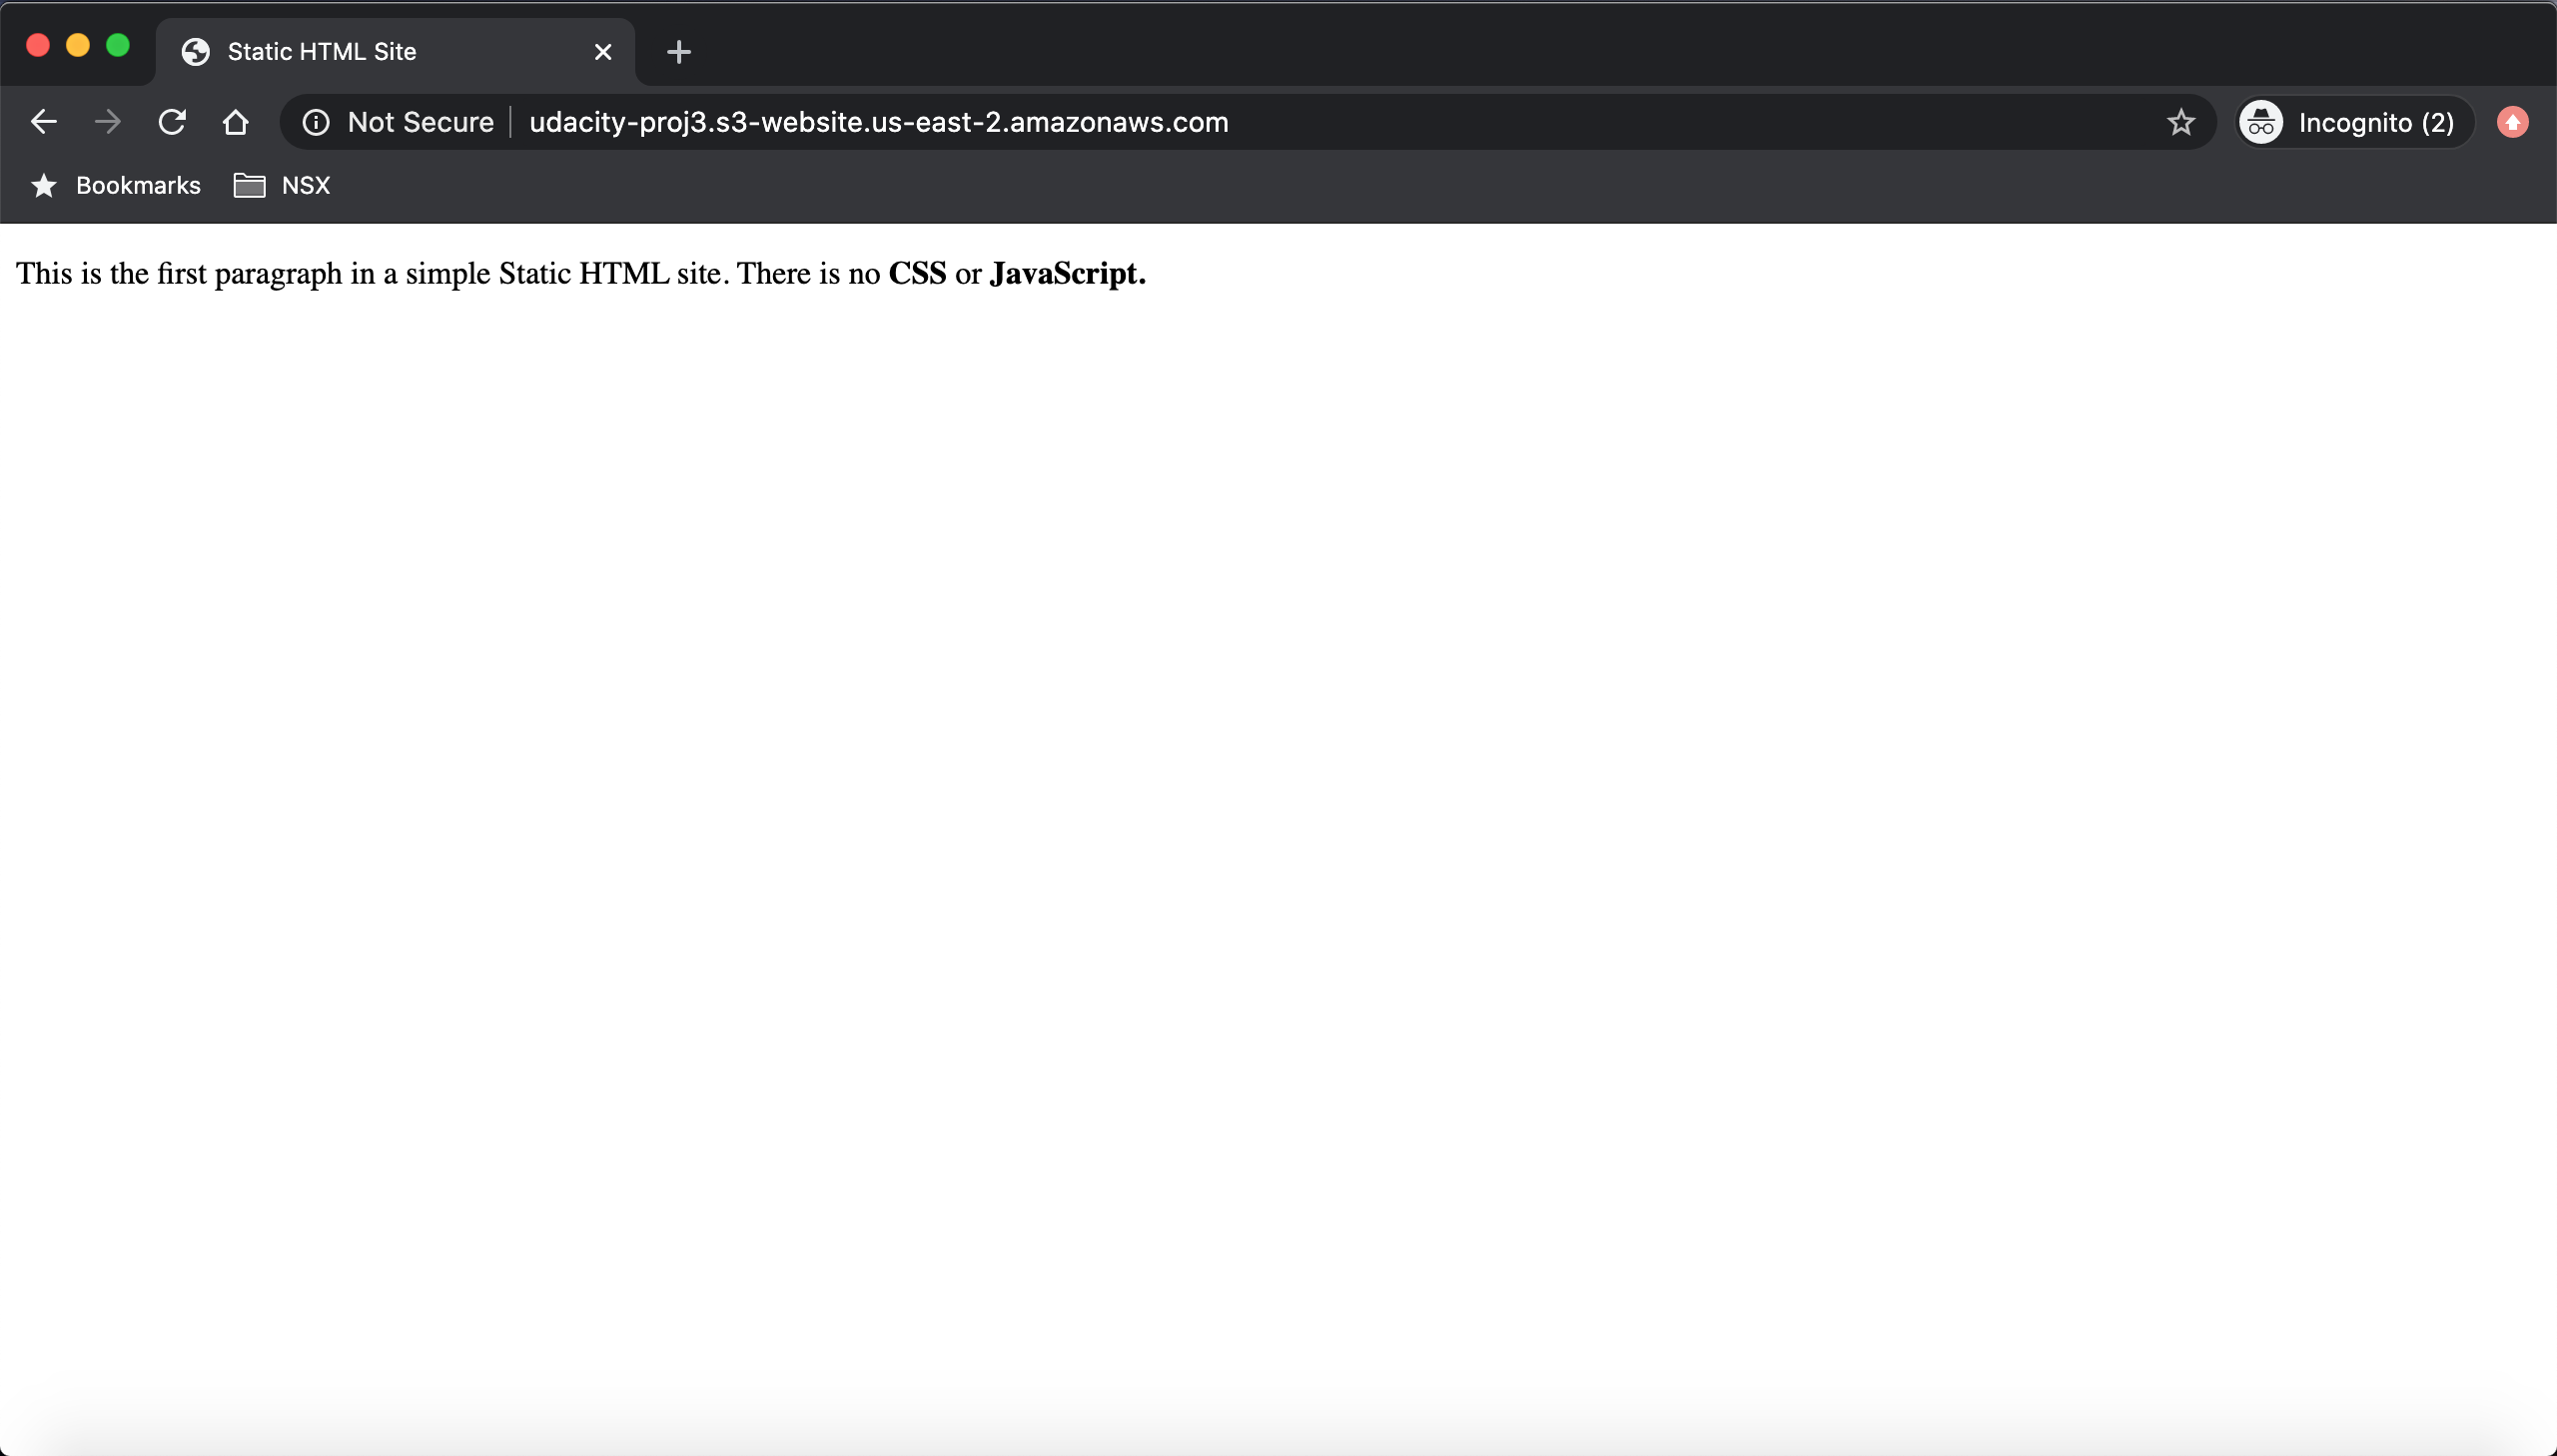 Static HTML Site
Not Secure udacity-proj3.s3-website.us-east-2.amazonaws.com Incognito (2)
Bookmarks NSX
This is the first paragraph in a simple Static HTML site. There is no CSS or JavaScript.